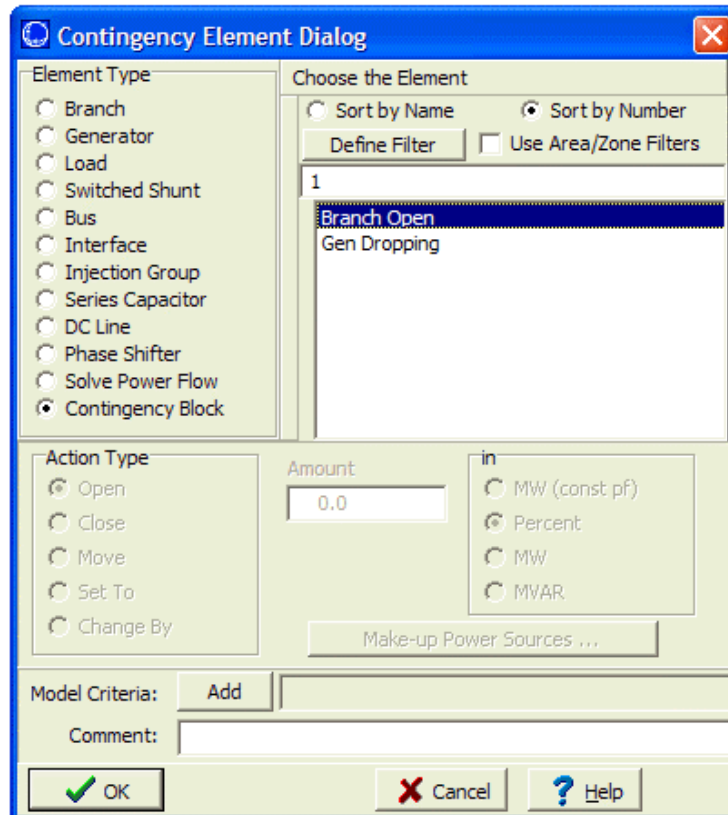 Contingency Element Dialog
Element Type
Branch
Generator
Load
Switched Shunt
Bus
Interface
Injection Group
Series Capacitor
DC Line
Phase Shifter
Solve Power Flow
Contingency Block
Choose the Element
Sort by Name Sort by Number
Define Filter Use Area/Zone Filters
1
Branch Open
Gen Dropping
Action Type
Open
Close
Move
Set To
Change By
Amount
0.0
in
MW (const pf)
Percent
MW
MVAR
Make-up Power Sources ...
Model Criteria: Add
Comment:
OK Cancel ? Help